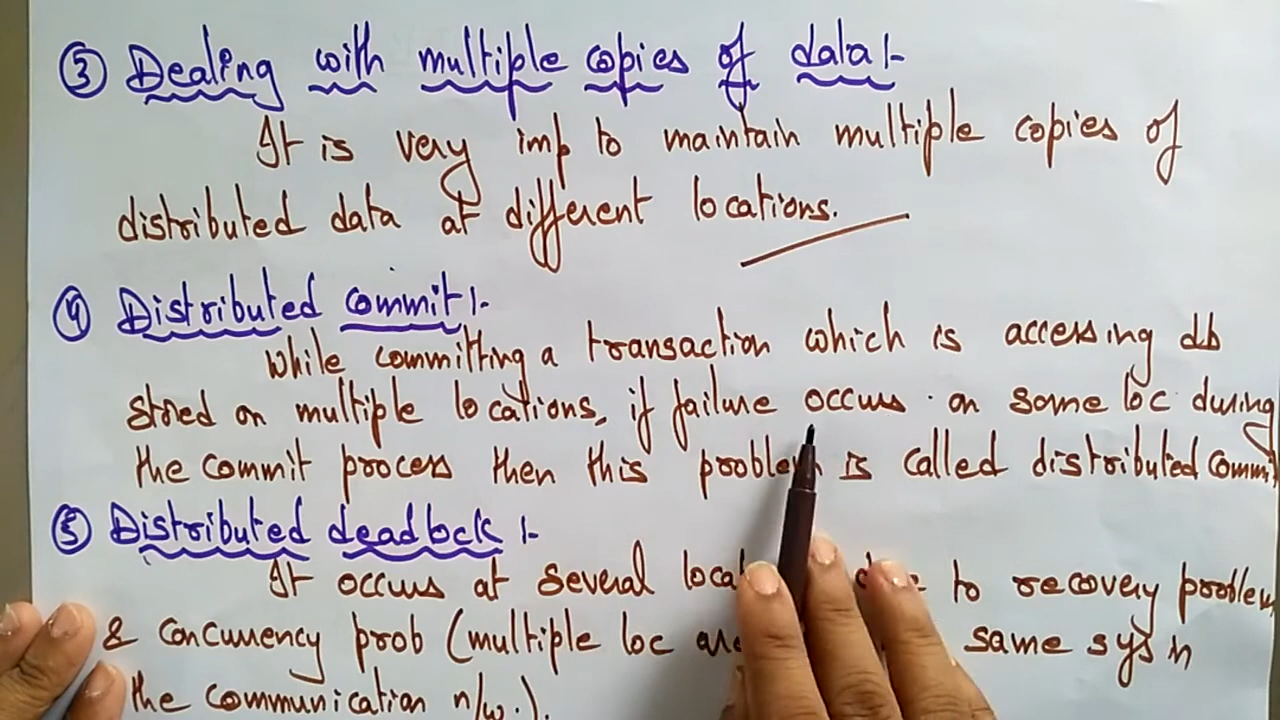 ③ Dealing with multiple copies of data :-
It is very imp to maintain multiple copies of
distributed data at different locations.
④ Distributed commit :-
While committing a transaction which is accessing db
stored on multiple locations, if failure occurs on some loc during
the commit process then this problem is called distributed commit
⑤ Distributed deadlock :-
It occurs at several to recovery problem
& concurrency prob (multiple loc are same sys in
the communication n/w.).